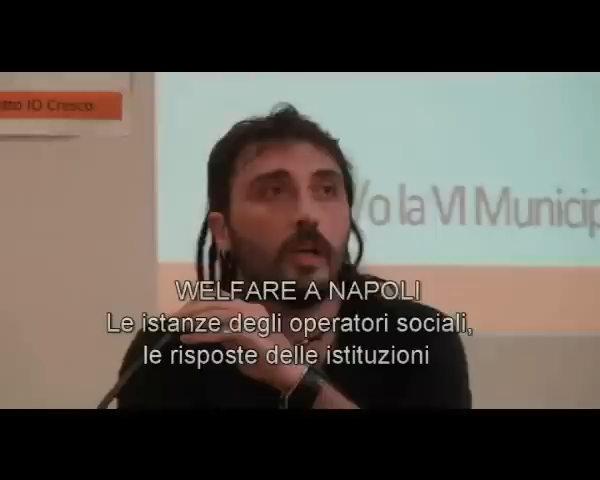 IO Cresco
la VI Municip
WELFARE A NAPOLI
Le istanze degli operatori sociali,
le risposte delle istituzioni